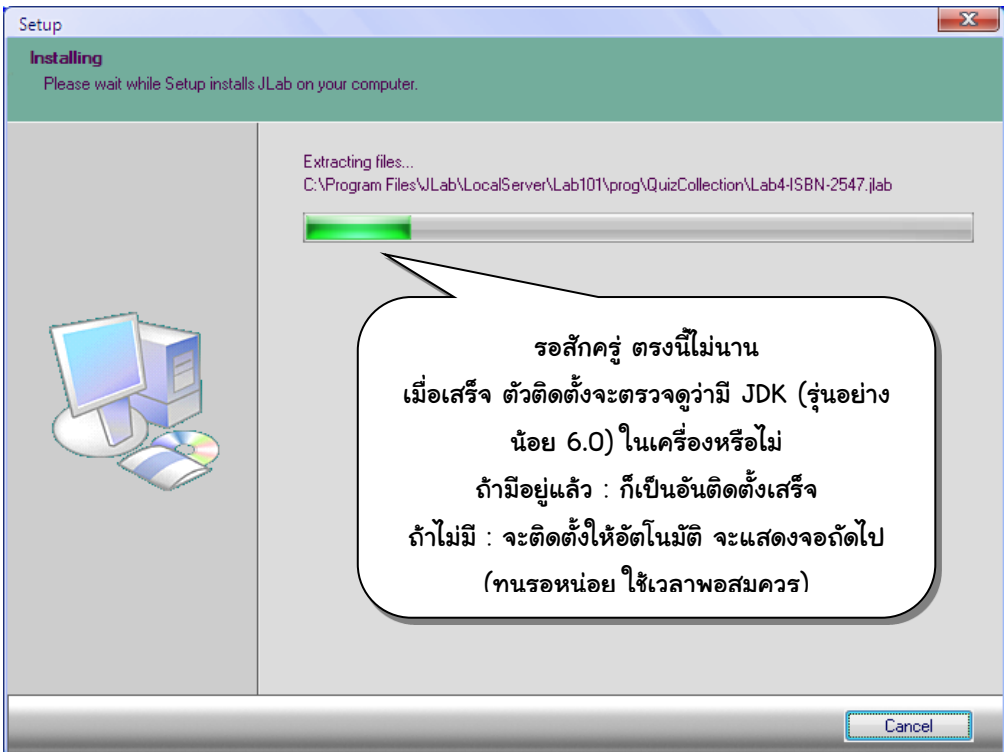 Setup
Installing
Please wait while Setup installs JLab on your computer.
Extracting files...
C:\Program Files\JLab\LocalServer\Lab101\prog\QuizCollection\Lab4-ISBN-2547.jlab
รอสักครู่ ตรงนี้ไม่นาน
เมื่อเสร็จ ตัวติดตั้งจะตรวจดูว่ามี JDK (รุ่นอย่าง
น้อย 6.0) ในเครื่องหรือไม่
ถ้ามีอยู่แล้ว : ก็เป็นอันติดตั้งเสร็จ
ถ้าไม่มี : จะติดตั้งให้อัตโนมัติ จะแสดงจอถัดไป
(ทนรอหน่อย ใช้เวลาพอสมควร)
Cancel